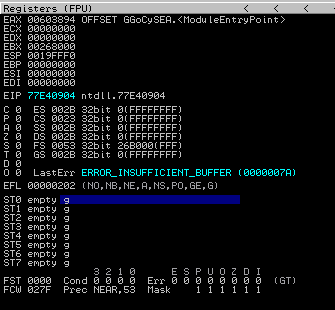 Registers (FPU) < < <
EAX 00603894 OFFSET GGoCySEA.<ModuleEntryPoint>
ECX 00000000
EDX 00000000
EBX 00268000
ESP 0019FFF0
EBP 00000000
ESI 00000000
EDI 00000000
EIP 77E40904 ntdll.77E40904
C 0 ES 002B 32bit 0(FFFFFFFF)
P 0 CS 0023 32bit 0(FFFFFFFF)
A 0 SS 002B 32bit 0(FFFFFFFF)
Z 0 DS 002B 32bit 0(FFFFFFFF)
S 0 FS 0053 32bit 26B000(FFF)
T 0 GS 002B 32bit 0(FFFFFFFF)
D 0
O 0 LastErr ERROR_INSUFFICIENT_BUFFER (0000007A)
EFL 00000202 (NO,NB,NE,A,NS,PO,GE,G)
ST0 empty g
ST1 empty g
ST2 empty g
ST3 empty g
ST4 empty g
ST5 empty g
ST6 empty g
ST7 empty g
3 2 1 0 E S P U O Z D I
FST 0000 Cond 0 0 0 0 Err 0 0 0 0 0 0 0 0 (GT)
FCW 027F Prec NEAR,53 Mask 1 1 1 1 1 1